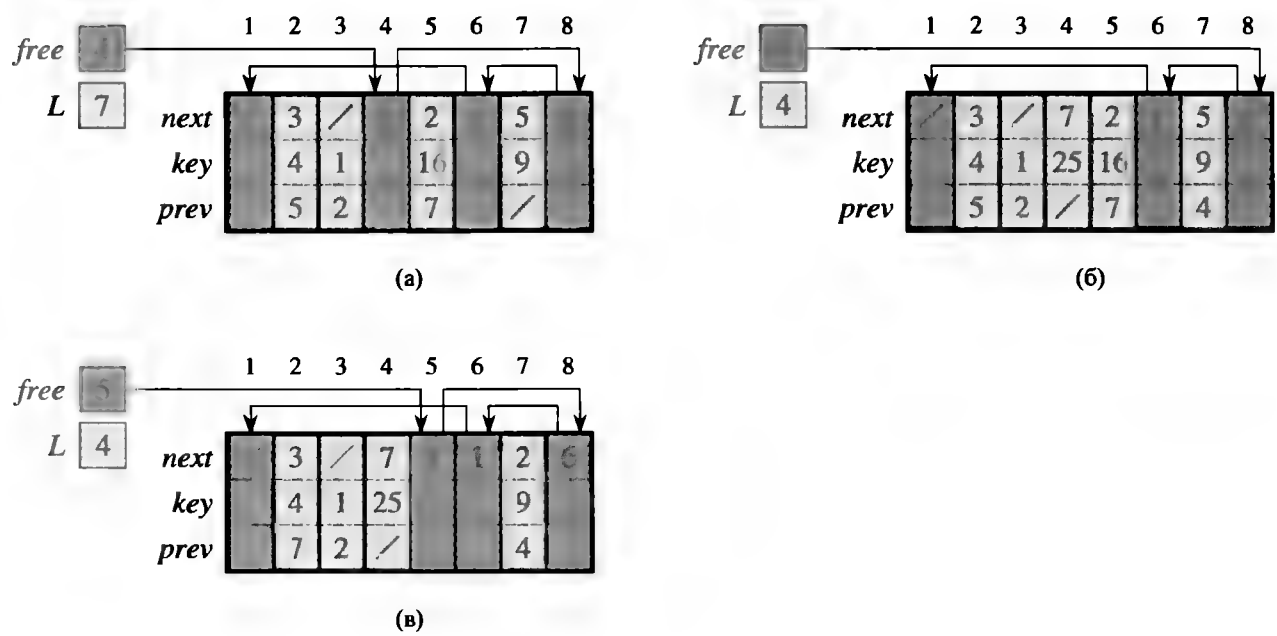 1 2 3 4 5 6 7 8
free 4
L 7
next 3 / 2 5
key 4 1 16 9
prev 5 2 7 /
(а)
1 2 3 4 5 6 7 8
free
L 4
next / 3 / 7 2 5
key 4 1 25 16 9
prev 5 2 / 7 4
(б)
1 2 3 4 5 6 7 8
free 5
L 4
next 3 / 7 1 2 6
key 4 1 25 9
prev 7 2 / 4
(в)